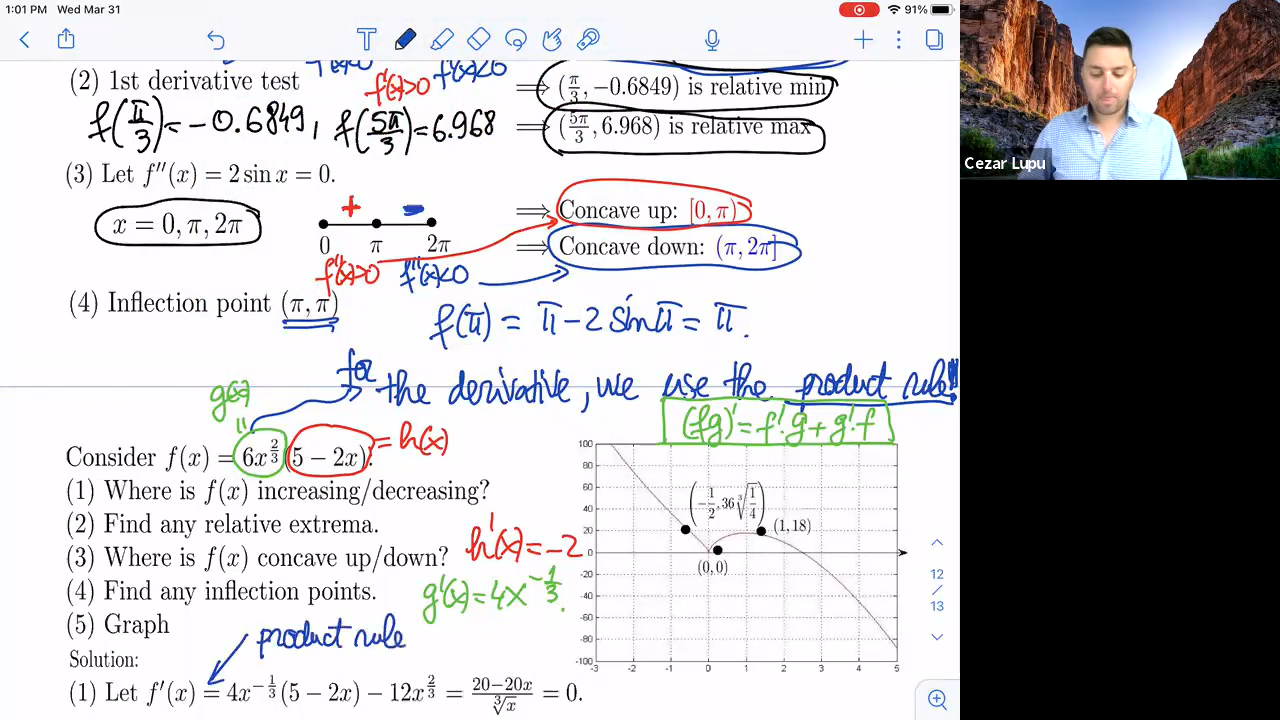 1:01 PM Wed Mar 31
91%
(2) 1st derivative test
f'(x)>0
⟹ (π/3, −0.6849) is relative min
f(π/3) = −0.6849, f(5π/3) = 6.968
⟹ (5π/3, 6.968) is relative max
(3) Let f''(x) = 2 sin x = 0.
x = 0, π, 2π
+ −
0 π 2π
⟹ Concave up: [0, π)
⟹ Concave down: (π, 2π]
f''(x)>0 f''(x)<0
(4) Inflection point (π, π)
f(π) = π − 2 sin π = π.
for the derivative, we use the product rule!!
g(x)
=
(fg)' = f'·g + g'·f
Consider f(x) = 6x^(2/3)(5 − 2x). = h(x)
(1) Where is f(x) increasing/decreasing?
(2) Find any relative extrema.
(3) Where is f(x) concave up/down?
h'(x) = −2
(4) Find any inflection points.
g'(x) = 4x^(−1/3).
(5) Graph
product rule
Solution:
(1) Let f'(x) = 4x^(−1/3)(5 − 2x) − 12x^(2/3) = (20−20x)/∛x = 0.
100
80
60
40
20
0
-20
-40
-60
-80
-100
-3 -2 -1 0 1 2 3 4 5
(−1/2, 36∛(1/4))
(1, 18)
(0, 0)
12
/
13
Cezar Lupu